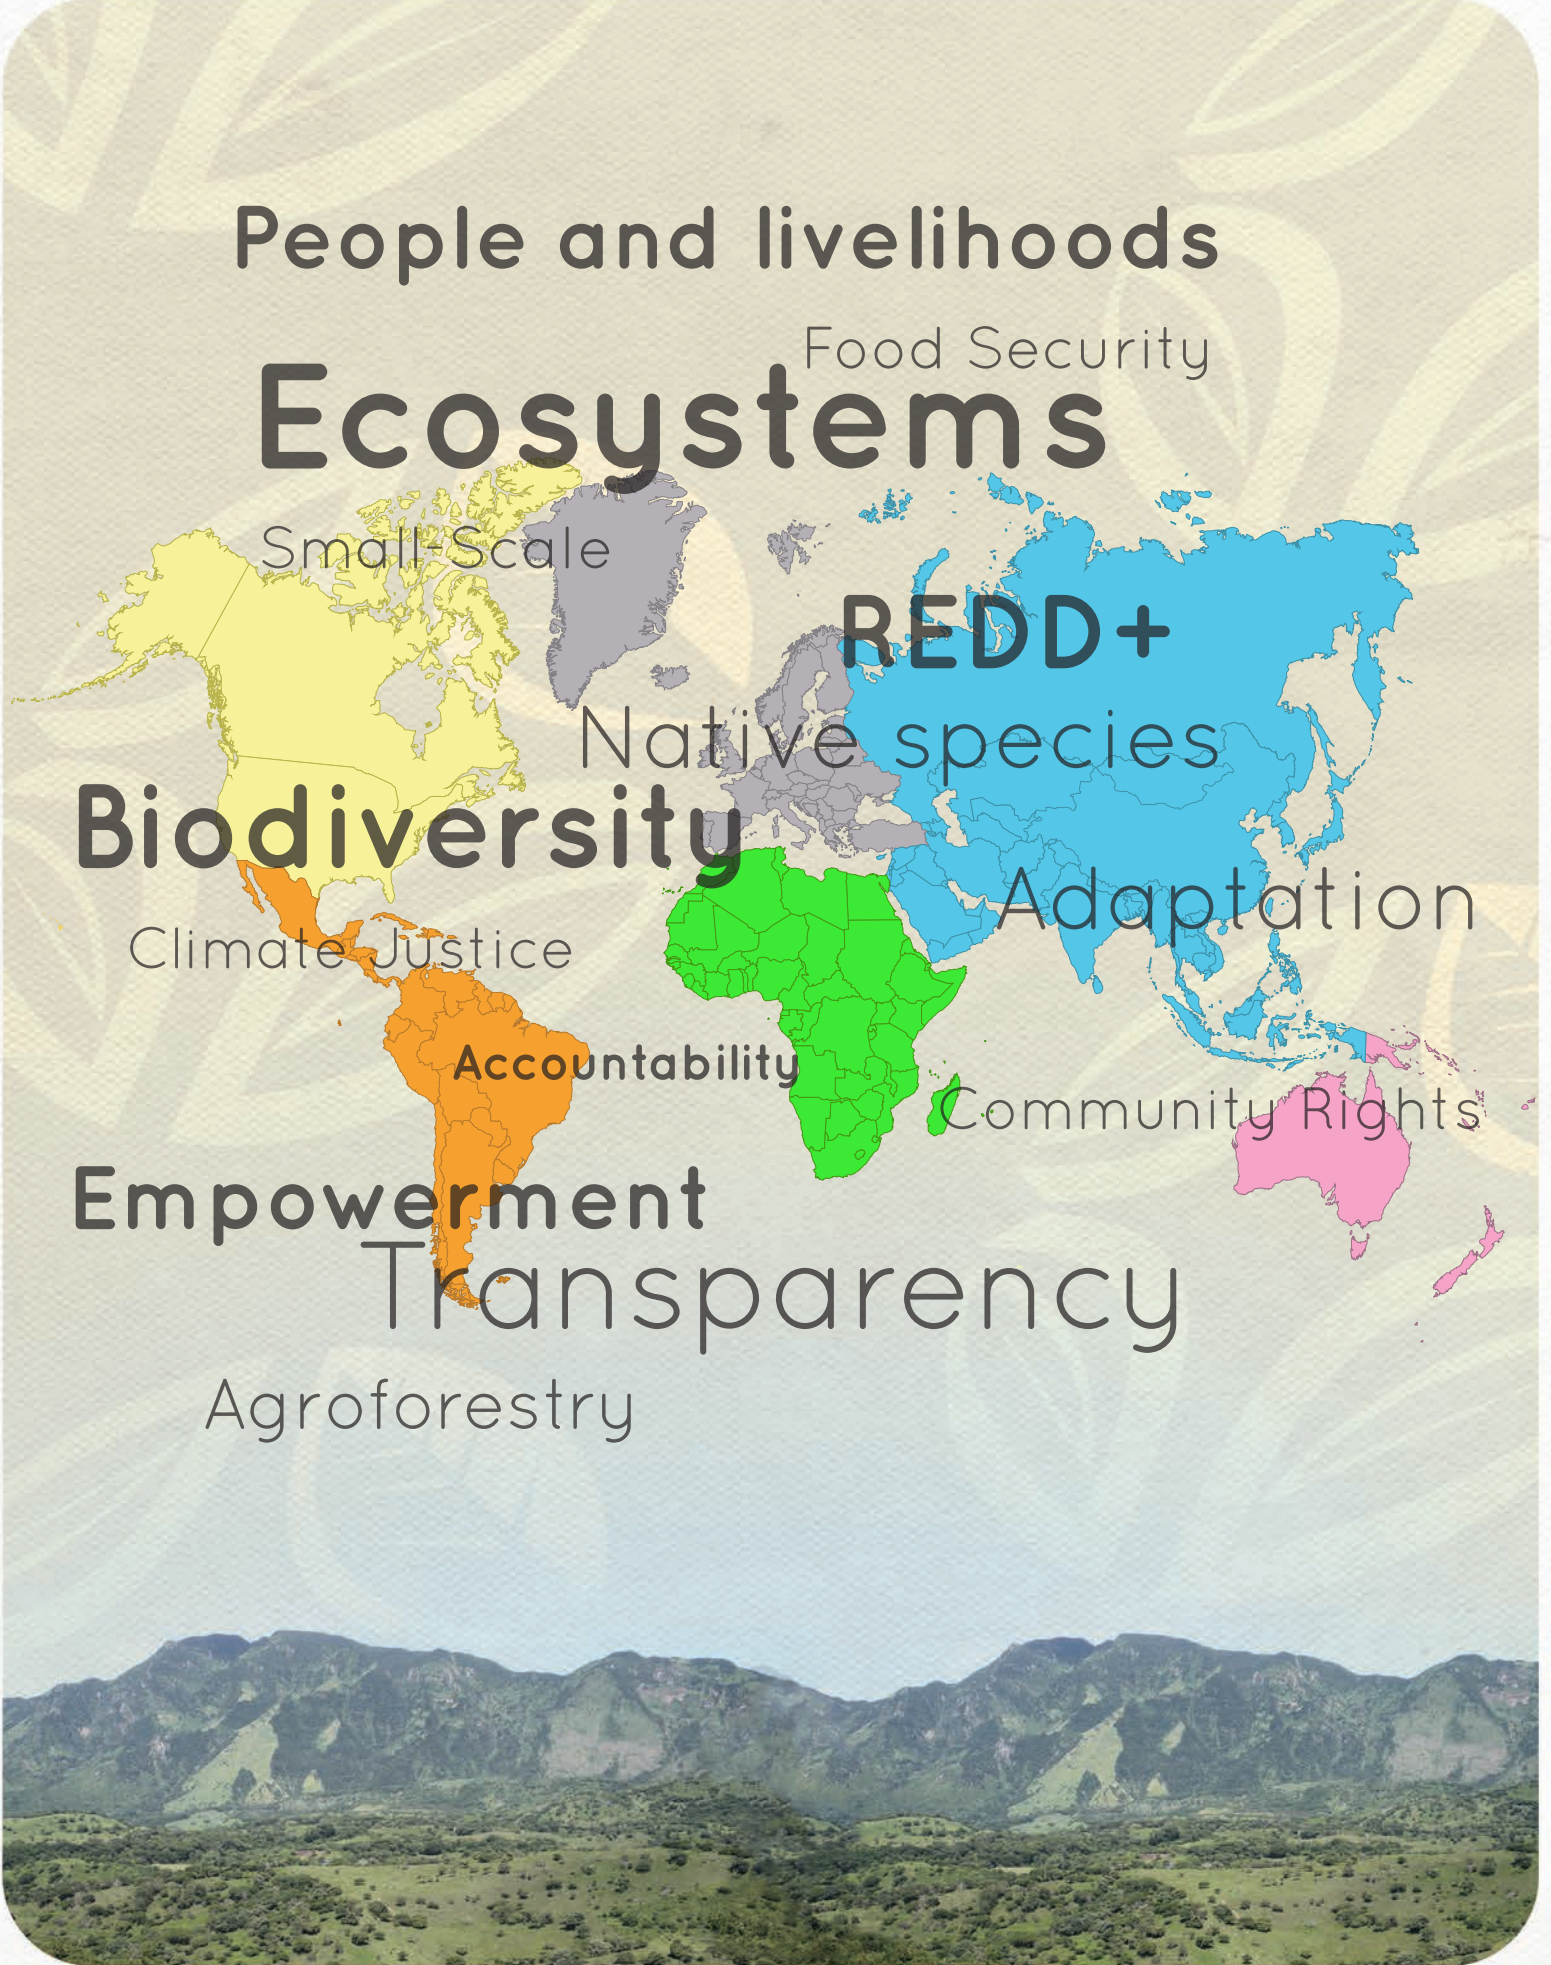 People and livelihoods
Food Security
Ecosystems
Small-Scale
REDD+
Native species
Biodiversity
Adaptation
Climate Justice
Accountability
Community Rights
Empowerment
Transparency
Agroforestry